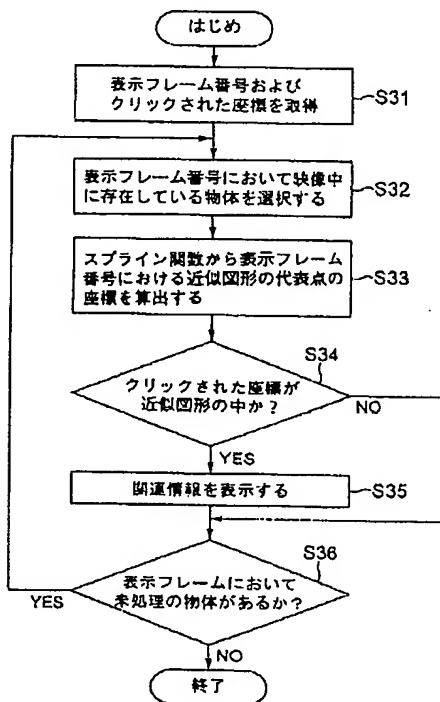 はじめ
表示フレーム番号および
クリックされた座標を取得
S31
表示フレーム番号において映像中
に存在している物体を選択する
S32
スプライン関数から表示フレーム
番号における近似図形の代表点の
座標を算出する
S33
S34
クリックされた座標が
近似図形の中か?
NO
YES
関連情報を表示する
S35
S36
表示フレームにおいて
未処理の物体があるか?
YES
NO
終了